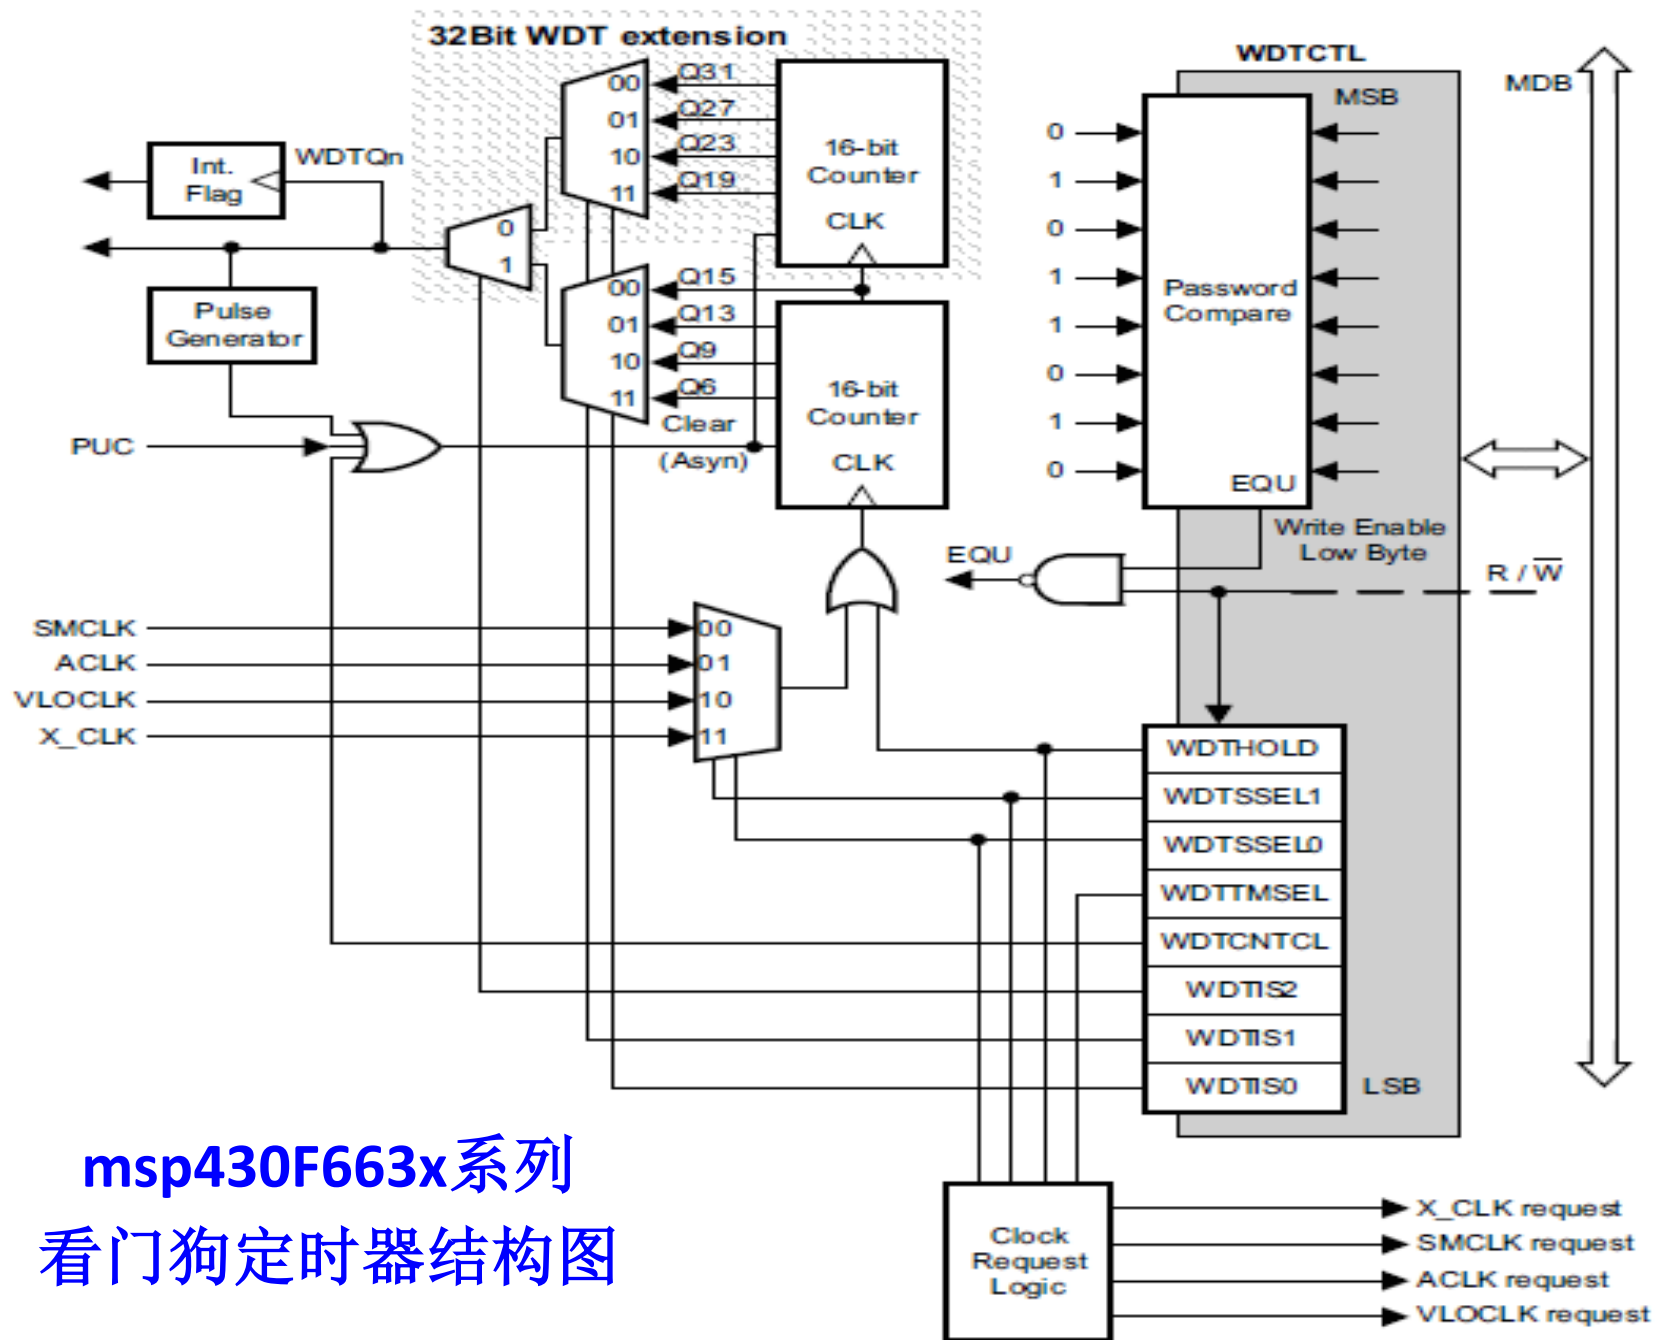 32Bit WDT extension
WDTCTL
MDB
MSB
00
01
10
11
Q31
Q27
Q23
Q19
16-bit
Counter
CLK
Int.
Flag
WDTQn
0
1
Pulse
Generator
00
01
10
11
Q15
Q13
Q9
Q6
16-bit
Counter
CLK
Clear
(Asyn)
PUC
0
1
0
1
1
0
1
0
Password
Compare
EQU
Write Enable
Low Byte
EQU
R / W̅
SMCLK
ACLK
VLOCLK
X_CLK
00
01
10
11
WDTHOLD
WDTSSEL1
WDTSSEL0
WDTTMSEL
WDTCNTCL
WDTIS2
WDTIS1
WDTIS0
LSB
Clock
Request
Logic
X_CLK request
SMCLK request
ACLK request
VLOCLK request
msp430F663x系列
看门狗定时器结构图